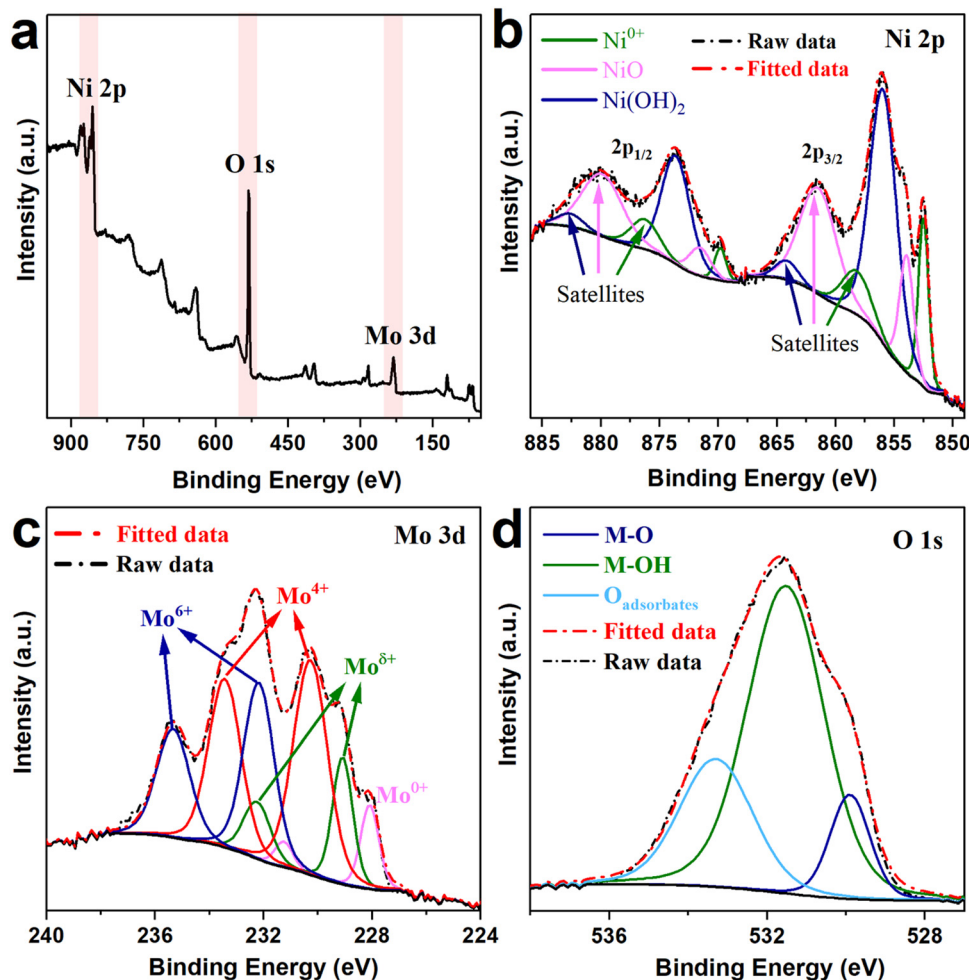 a
Ni 2p
O 1s
Mo 3d
Intensity (a.u.)
950 750 600 450 300 150
Binding Energy (eV)
b
Ni⁰⁺
NiO
Ni(OH)₂
Raw data
Fitted data
Ni 2p
2p₁/₂
2p₃/₂
Satellites
Satellites
Intensity (a.u.)
885 880 875 870 865 860 855 850
Binding Energy (eV)
c
Fitted data
Raw data
Mo 3d
Mo⁶⁺
Mo⁴⁺
Mo^δ+
Mo⁰⁺
Intensity (a.u.)
240 236 232 228 224
Binding Energy (eV)
d
M-O
M-OH
O adsorbates
Fitted data
Raw data
O 1s
Intensity (a.u.)
536 532 528
Binding Energy (eV)